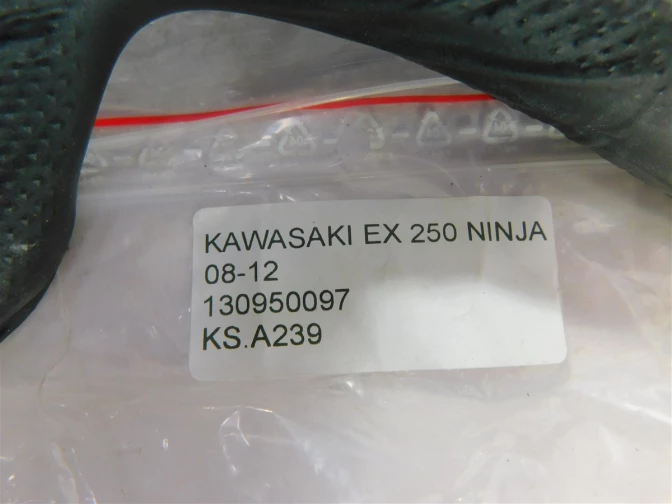 KAWASAKI EX 250 NINJA
08-12
130950097
KS.A239